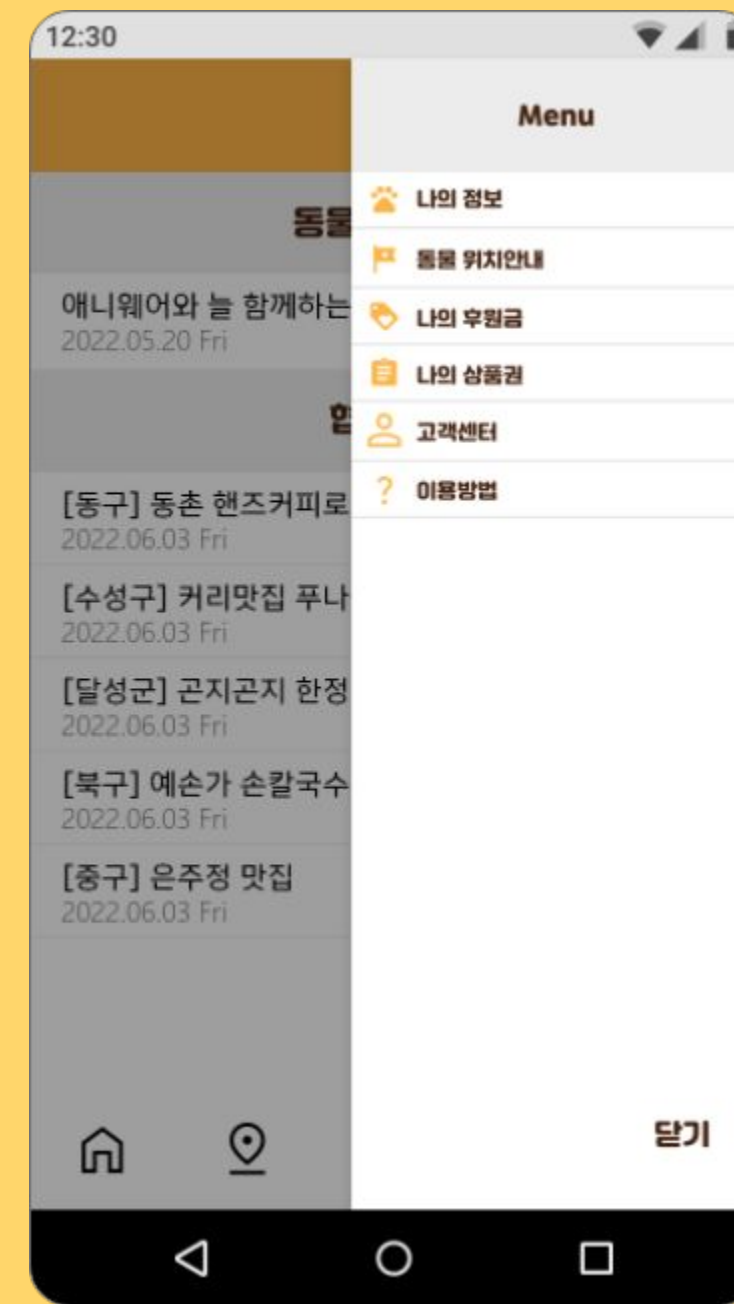 12:30
Menu
동물
애니웨어와 늘 함께하는
2022.05.20 Fri
[동구] 동촌 핸즈커피로
2022.06.03 Fri
[수성구] 커리맛집 푸나
2022.06.03 Fri
[달성군] 곤지곤지 한정
2022.06.03 Fri
[북구] 예손가 손칼국수
2022.06.03 Fri
[중구] 은주정 맛집
2022.06.03 Fri
나의 정보
동물 위치안내
나의 후원금
나의 상품권
고객센터
이용방법
닫기